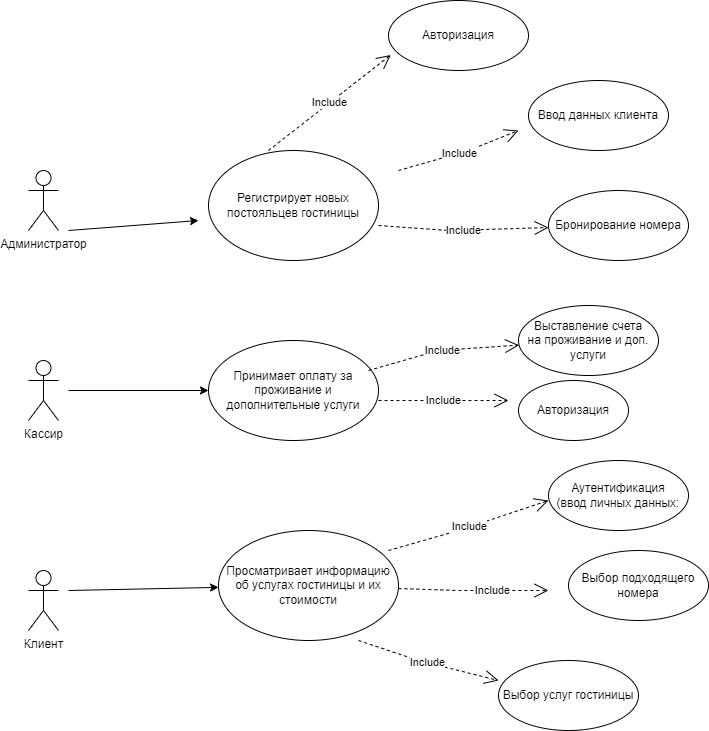 Авторизация
Include
Ввод данных клиента
Include
Регистрирует новых
постояльцев гостиницы
Бронирование номера
Include
Администратор
Выставление счета
на проживание и доп.
услуги
Include
Принимает оплату за
проживание и
дополнительные услуги
Include
Авторизация
Кассир
Аутентификация
(ввод личных данных:
Include
Просматривает информацию
об услугах гостиницы и их
стоимости
Include
Выбор подходящего
номера
Клиент
Include
Выбор услуг гостиницы